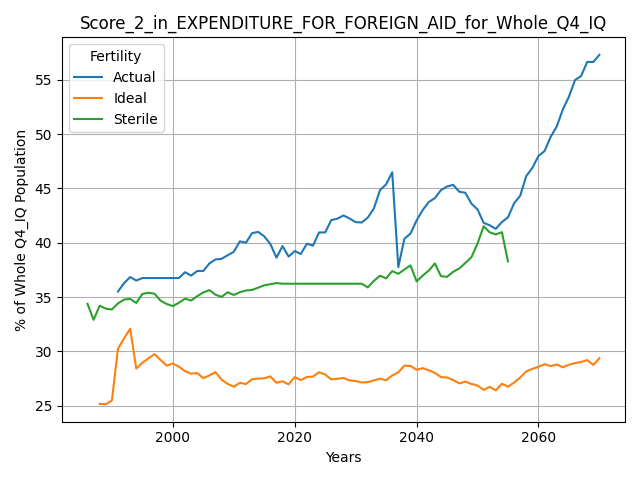 Score_2_in_EXPENDITURE_FOR_FOREIGN_AID_for_Whole_Q4_IQ
Fertility
Actual
Ideal
Sterile
% of Whole Q4_IQ Population
55
50
45
40
35
30
25
2000 2020 2040 2060
Years